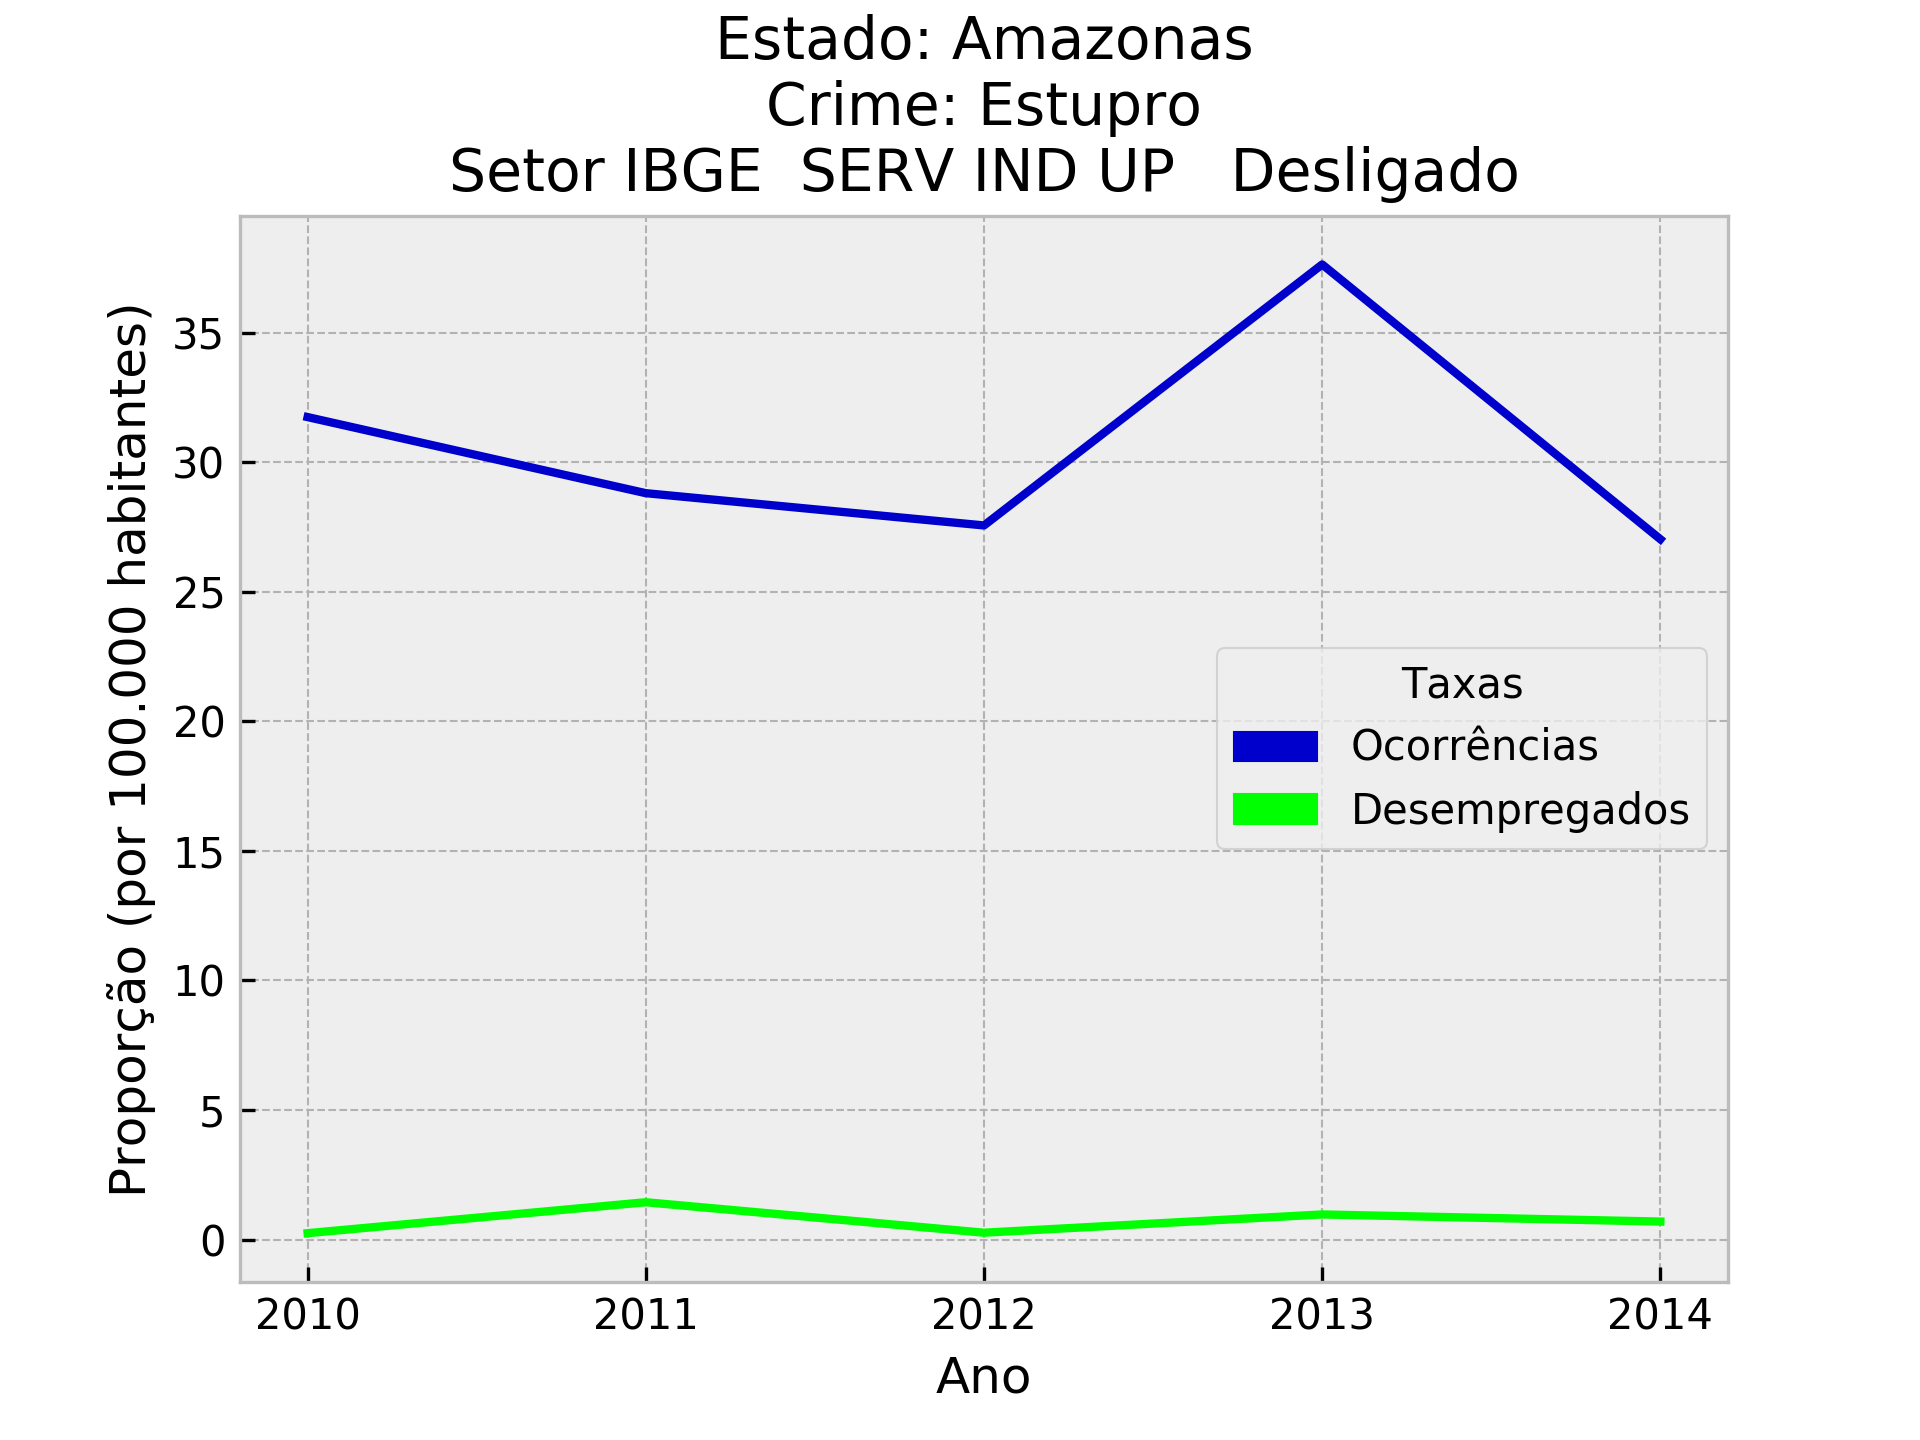 Estado: Amazonas
Crime: Estupro
Setor IBGE  SERV IND UP   Desligado
Proporção (por 100.000 habitantes)
35
30
25
20
15
10
5
0
Taxas
Ocorrências
Desempregados
2010 2011 2012 2013 2014
Ano